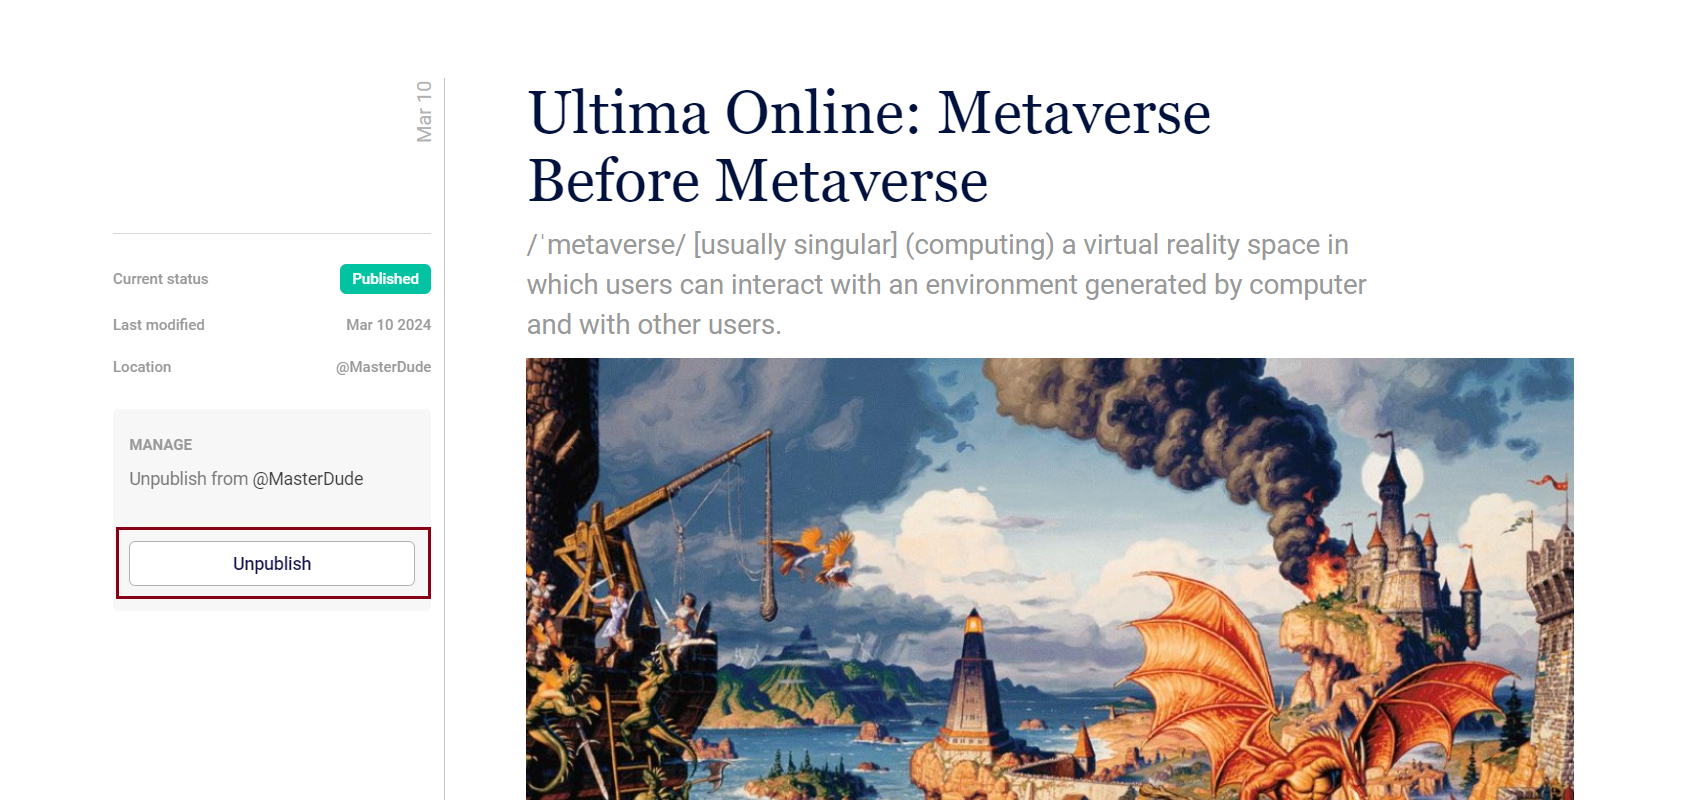 Mar 10
Current status
Published
Last modified
Mar 10 2024
Location
@MasterDude
MANAGE
Unpublish from @MasterDude
Unpublish
Ultima Online: Metaverse
Before Metaverse
/ˈmetaverse/ [usually singular] (computing) a virtual reality space in
which users can interact with an environment generated by computer
and with other users.